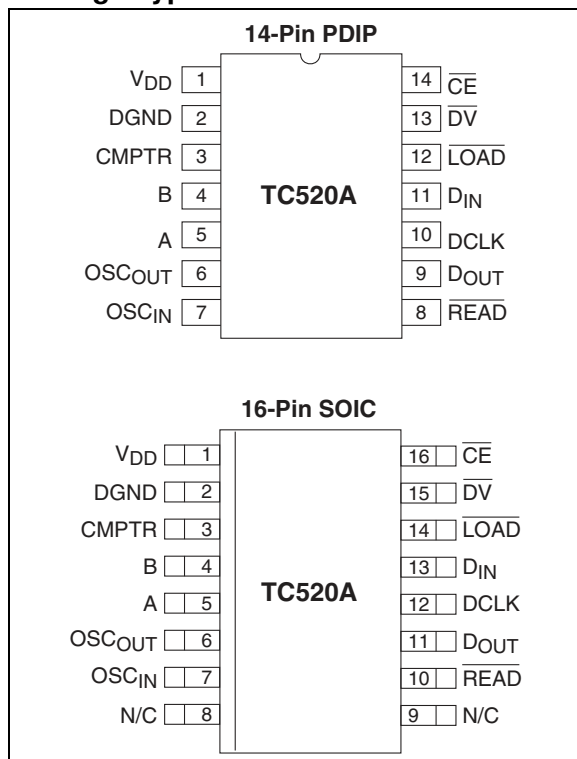 14-Pin PDIP
VDD 1 14 CE
DGND 2 13 DV
CMPTR 3 12 LOAD
B 4 TC520A 11 DIN
A 5 10 DCLK
OSCOUT 6 9 DOUT
OSCIN 7 8 READ
16-Pin SOIC
VDD 1 16 CE
DGND 2 15 DV
CMPTR 3 14 LOAD
B 4 13 DIN
A 5 TC520A 12 DCLK
OSCOUT 6 11 DOUT
OSCIN 7 10 READ
N/C 8 9 N/C